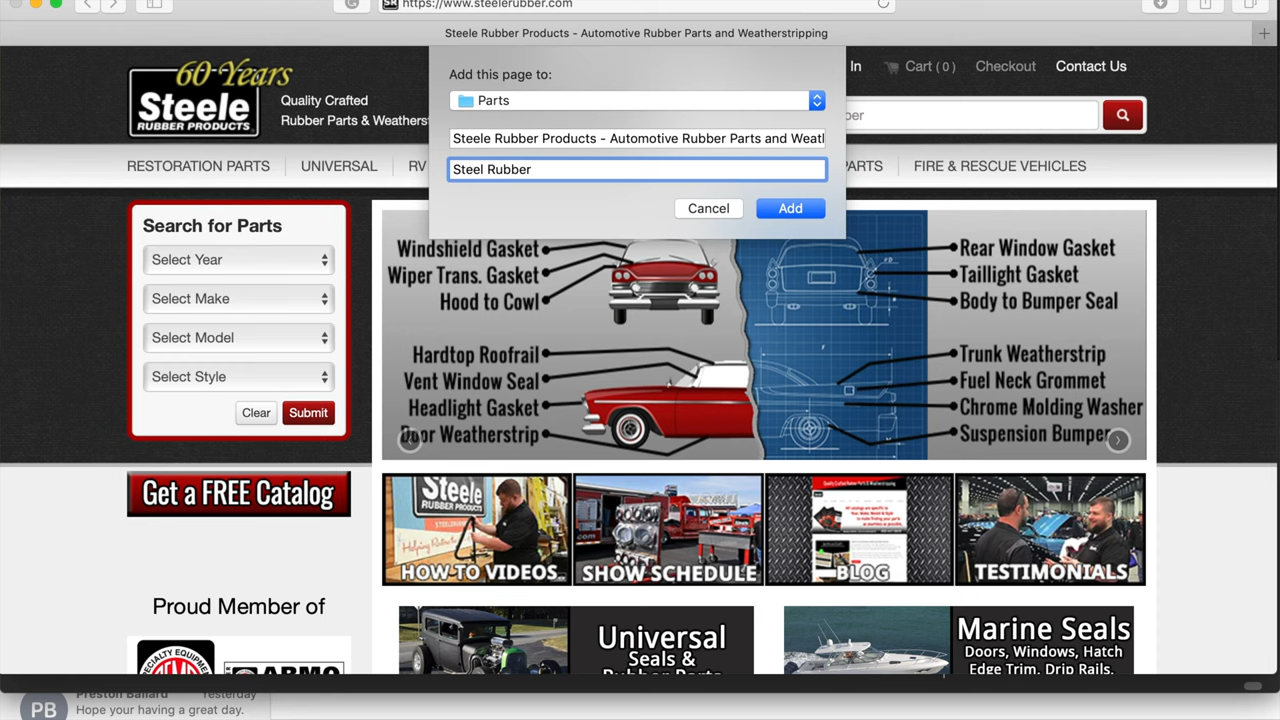 https://www.steelerubber.com
Steele Rubber Products - Automotive Rubber Parts and Weatherstripping
Add this page to:
Parts
Steele Rubber Products - Automotive Rubber Parts and Weatl
Steel Rubber
Cancel
Add
60 Years
Steele
RUBBER PRODUCTS
Quality Crafted
Rubber Parts & Weatherst
In
Cart ( 0 )
Checkout
Contact Us
ber
RESTORATION PARTS
UNIVERSAL
RV
PARTS
FIRE & RESCUE VEHICLES
Search for Parts
Select Year
Select Make
Select Model
Select Style
Clear
Submit
Windshield Gasket
Wiper Trans. Gasket
Hood to Cowl
Hardtop Roofrail
Vent Window Seal
Headlight Gasket
Door Weatherstrip
Rear Window Gasket
Taillight Gasket
Body to Bumper Seal
Trunk Weatherstrip
Fuel Neck Grommet
Chrome Molding Washer
Suspension Bumper
Get a FREE Catalog
Steele
RUBBER PRODUCTS
HOW TO VIDEOS
SHOW SCHEDULE
BLOG
TESTIMONIALS
Proud Member of
Universal
Seals &
Rubber Parts
Marine Seals
Doors, Windows, Hatch
Edge Trim, Drip Rails,
PB
Preston Ballard
Yesterday
Hope your having a great day.